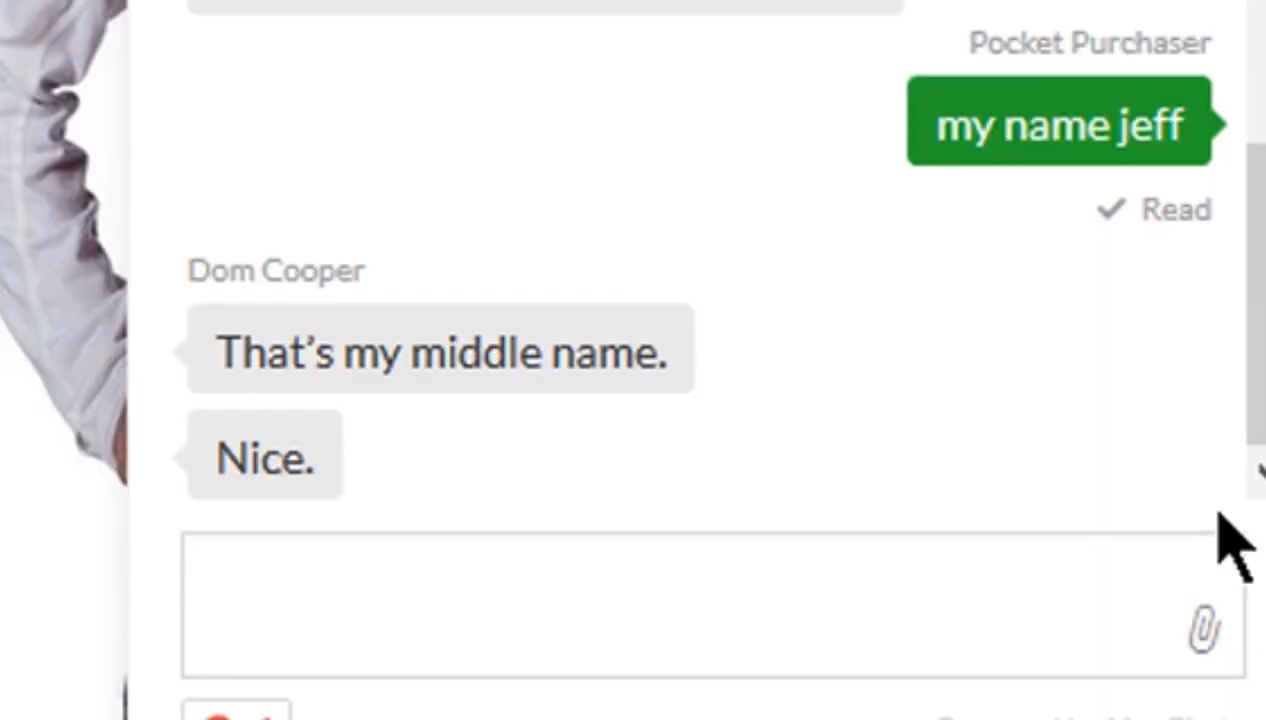 Pocket Purchaser
my name jeff
Read
Dom Cooper
That's my middle name.
Nice.